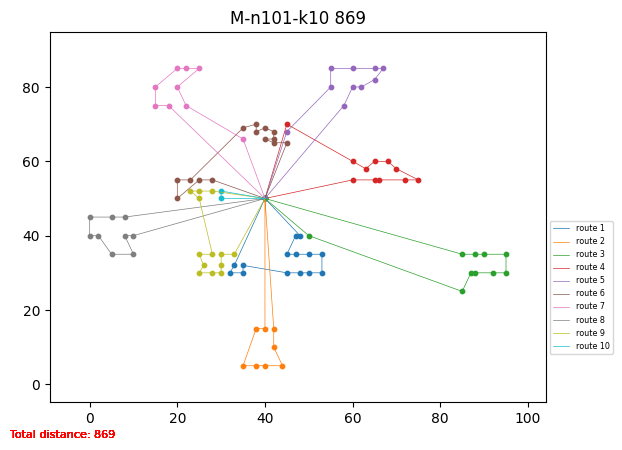 M-n101-k10 869
80
60
40
20
0
0 20 40 60 80 100
route 1
route 2
route 3
route 4
route 5
route 6
route 7
route 8
route 9
route 10
Total distance: 869